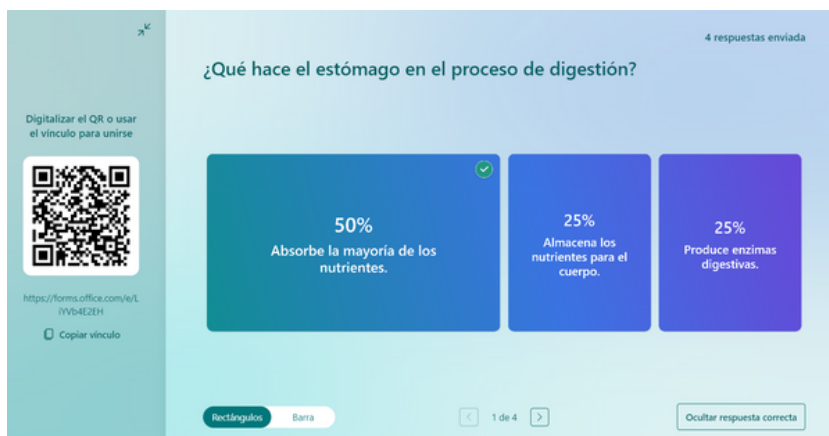 4 respuestas enviada
¿Qué hace el estómago en el proceso de digestión?
Digitalizar el QR o usar
el vínculo para unirse
https://forms.office.com/e/L
iYVb4E2EH
Copiar vínculo
50%
Absorbe la mayoría de los
nutrientes.
25%
Almacena los
nutrientes para el
cuerpo.
25%
Produce enzimas
digestivas.
Rectángulos
Barra
1 de 4
Ocultar respuesta correcta